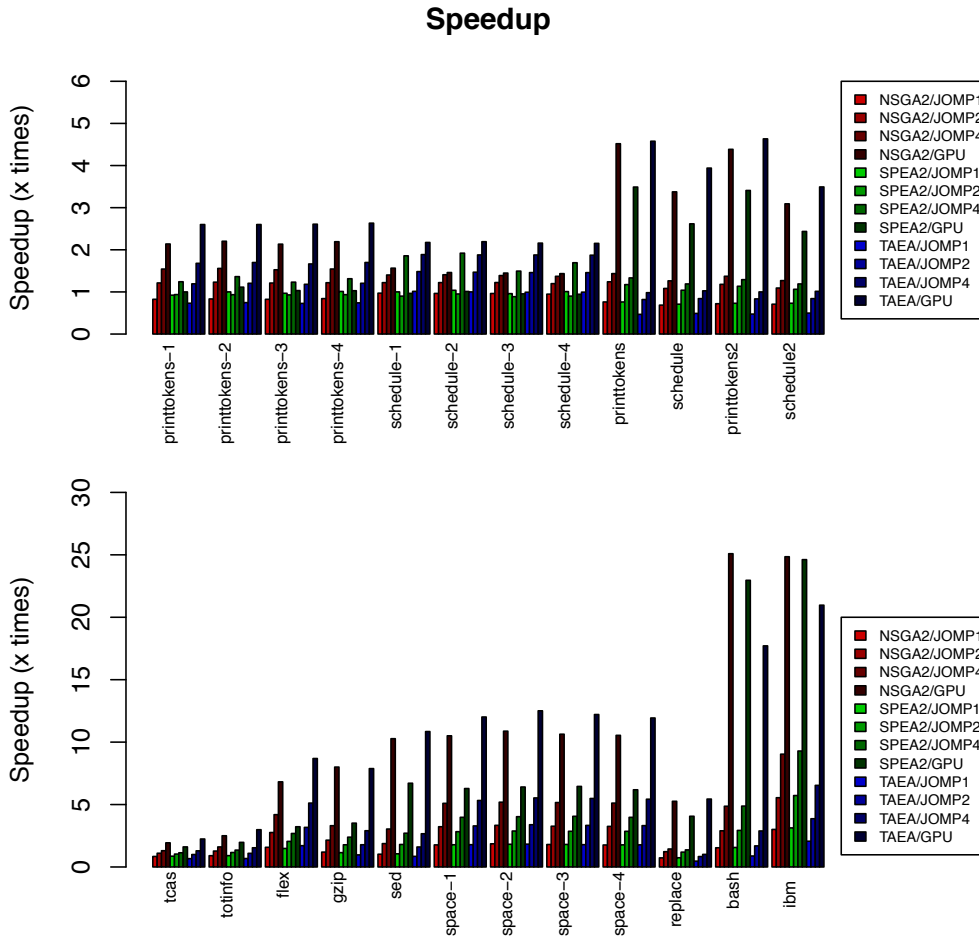 Speedup
Speedup (x times)
6
5
4
3
2
1
0
printtokens-1
printtokens-2
printtokens-3
printtokens-4
schedule-1
schedule-2
schedule-3
schedule-4
printtokens
schedule
printtokens2
schedule2
NSGA2/JOMP1
NSGA2/JOMP2
NSGA2/JOMP4
NSGA2/GPU
SPEA2/JOMP1
SPEA2/JOMP2
SPEA2/JOMP4
SPEA2/GPU
TAEA/JOMP1
TAEA/JOMP2
TAEA/JOMP4
TAEA/GPU
Speedup (x times)
30
25
20
15
10
5
0
tcas
totinfo
flex
gzip
sed
space-1
space-2
space-3
space-4
replace
bash
ibm
NSGA2/JOMP1
NSGA2/JOMP2
NSGA2/JOMP4
NSGA2/GPU
SPEA2/JOMP1
SPEA2/JOMP2
SPEA2/JOMP4
SPEA2/GPU
TAEA/JOMP1
TAEA/JOMP2
TAEA/JOMP4
TAEA/GPU